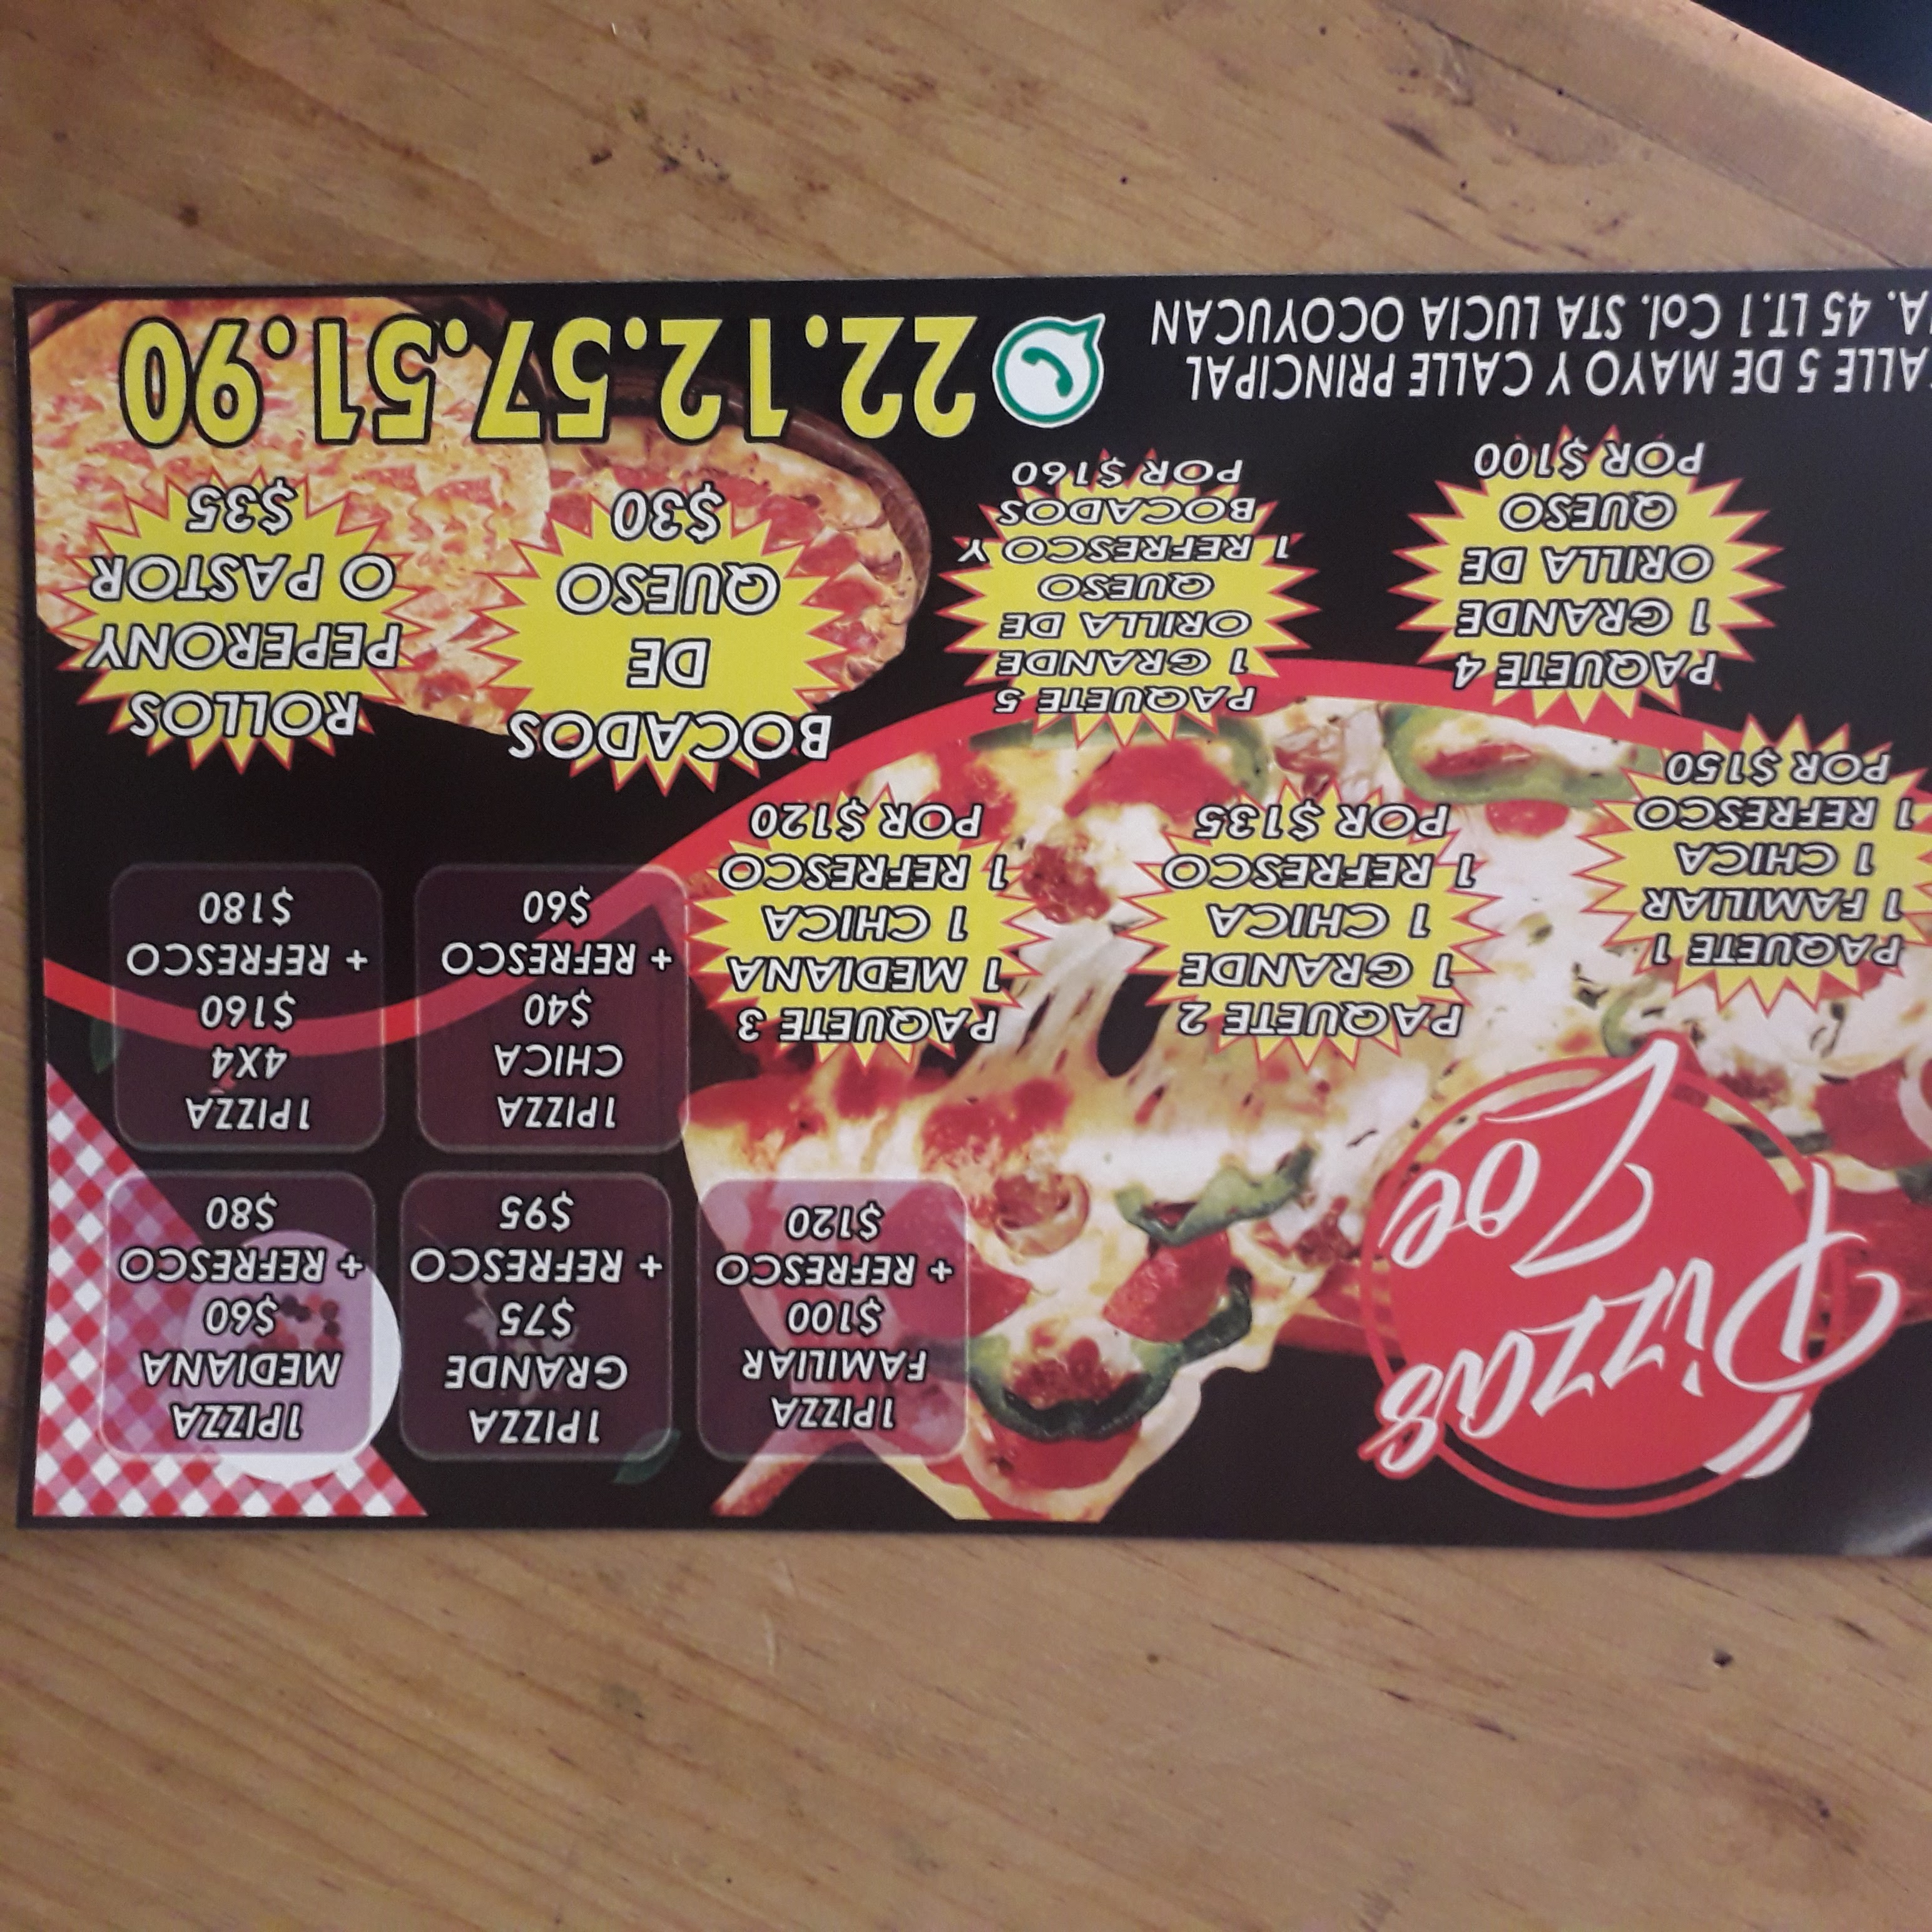 Pizzas
Zoe
1PIZZA
FAMILIAR
$100
+ REFRESCO
$120
1PIZZA
GRANDE
$75
+ REFRESCO
$95
1PIZZA
MEDIANA
$60
+ REFRESCO
$80
1PIZZA
CHICA
$40
+ REFRESCO
$60
1PIZZA
4X4
$160
+ REFRESCO
$180
PAQUETE 1
1 FAMILIAR
1 CHICA
1 REFRESCO
POR $150
PAQUETE 2
1 GRANDE
1 CHICA
1 REFRESCO
POR $135
PAQUETE 3
1 MEDIANA
1 CHICA
1 REFRESCO
POR $120
PAQUETE 4
1 GRANDE
ORILLA DE
QUESO
POR $100
PAQUETE 5
1 GRANDE
ORILLA DE
QUESO
1 REFRESCO Y
BOCADOS
POR $160
BOCADOS
DE
QUESO
$30
ROLLOS
PEPERONY
O PASTOR
$35
ALLE 5 DE MAYO Y CALLE PRINCIPAL
A. 45 LT.1 Col. STA LUCIA OCOYUCAN
22.12.57.51.90